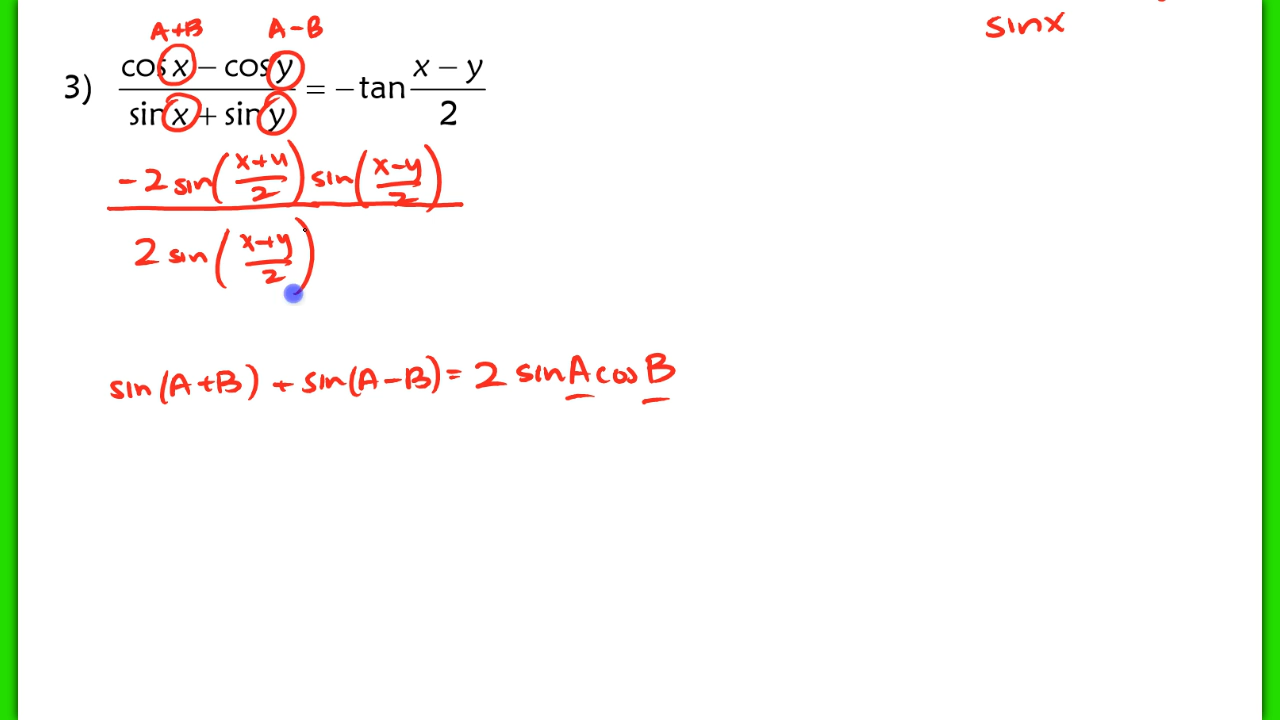 sinx
A+B A-B
3) (cos x − cos y)/(sin x + sin y) = −tan (x − y)/2
-2 sin((x+y)/2) sin((x-y)/2)
2 sin((x+y)/2)
sin(A+B) + sin(A-B) = 2 sinA cosB